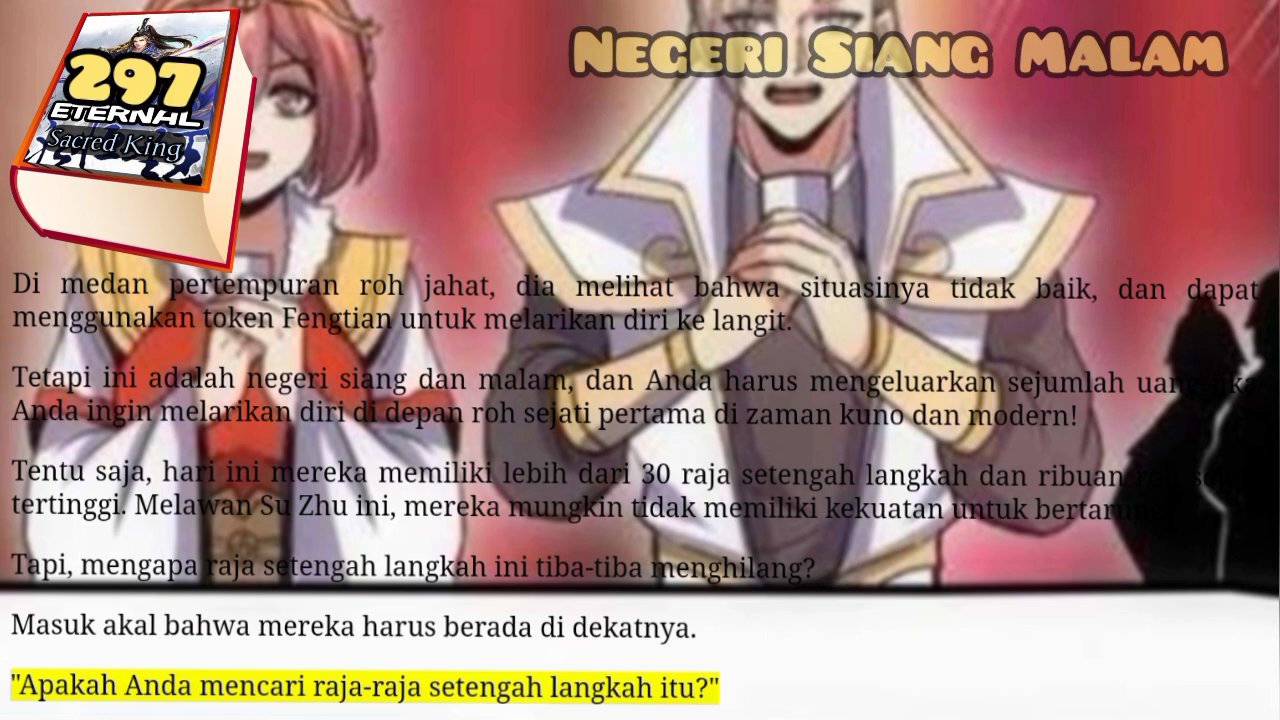 297
ETERNAL
Sacred King
NEGERI SIANG MALAM
Di medan pertempuran roh jahat, dia melihat bahwa situasinya tidak baik, dan dapat
menggunakan token Fengtian untuk melarikan diri ke langit.
Tetapi ini adalah negeri siang dan malam, dan Anda harus mengeluarkan sejumlah uang jika
Anda ingin melarikan diri di depan roh sejati pertama di zaman kuno dan modern!
Tentu saja, hari ini mereka memiliki lebih dari 30 raja setengah langkah dan ribuan
tertinggi. Melawan Su Zhu ini, mereka mungkin tidak memiliki kekuatan untuk
Tapi, mengapa raja setengah langkah ini tiba-tiba menghilang?
Masuk akal bahwa mereka harus berada di dekatnya.
"Apakah Anda mencari raja-raja setengah langkah itu?"